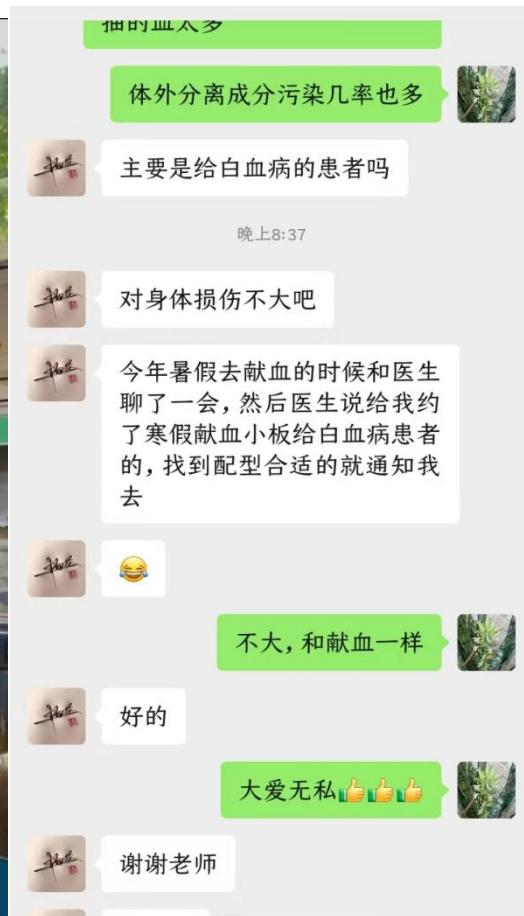 抽的血太多
体外分离成分污染几率也多
主要是给白血病的患者吗
晚上8:37
对身体损伤不大吧
今年暑假去献血的时候和医生
聊了一会，然后医生说给我约
了寒假献血小板给白血病患者
的，找到配型合适的就通知我
去
😂
不大，和献血一样
好的
大爱无私👍👍👍
谢谢老师